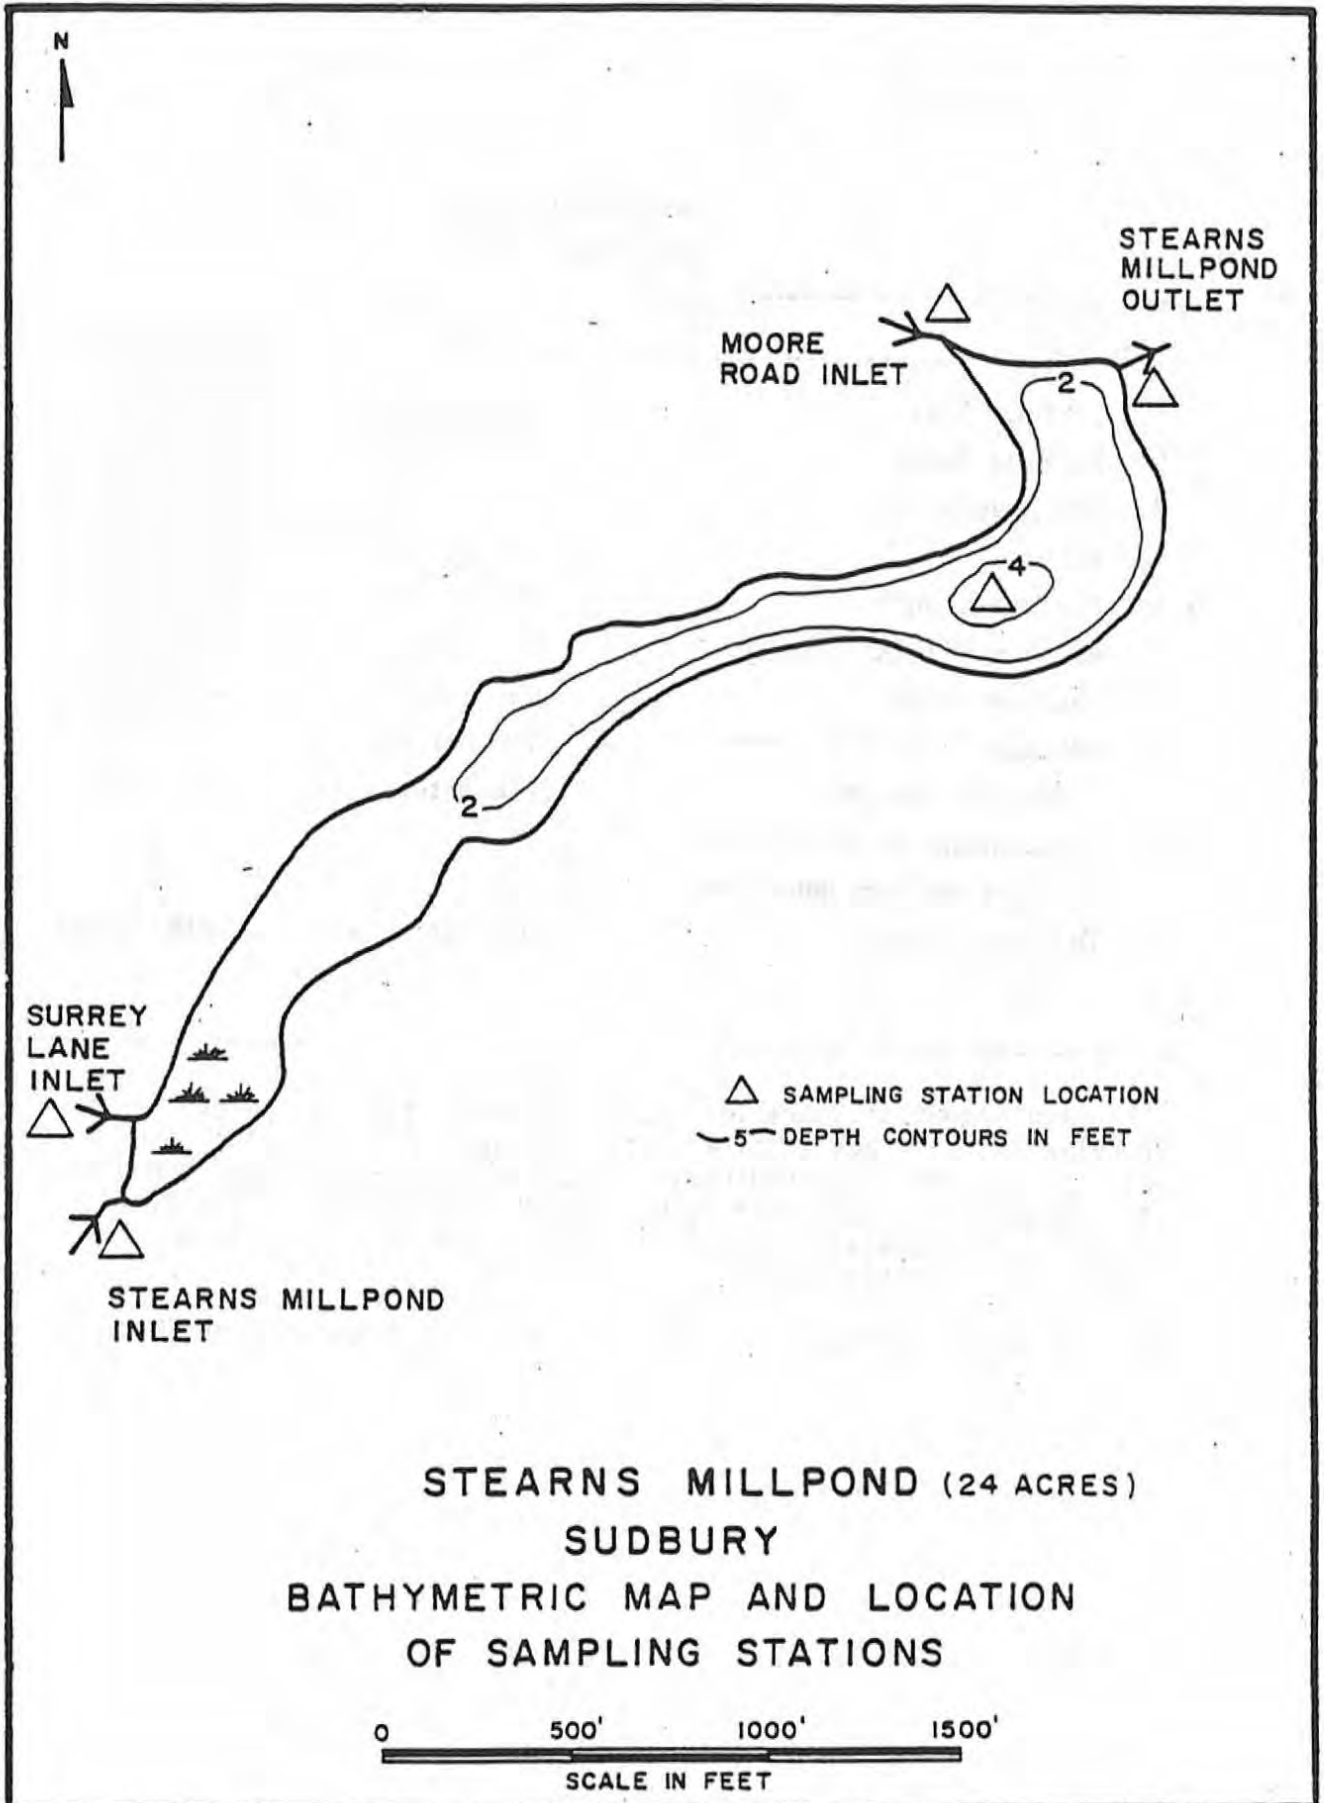 N
STEARNS
MILLPOND
OUTLET
MOORE
ROAD INLET
2
4
2
SURREY
LANE
INLET
SAMPLING STATION LOCATION
5 DEPTH CONTOURS IN FEET
STEARNS MILLPOND
INLET
STEARNS MILLPOND (24 ACRES)
SUDBURY
BATHYMETRIC MAP AND LOCATION
OF SAMPLING STATIONS
0 500' 1000' 1500'
SCALE IN FEET